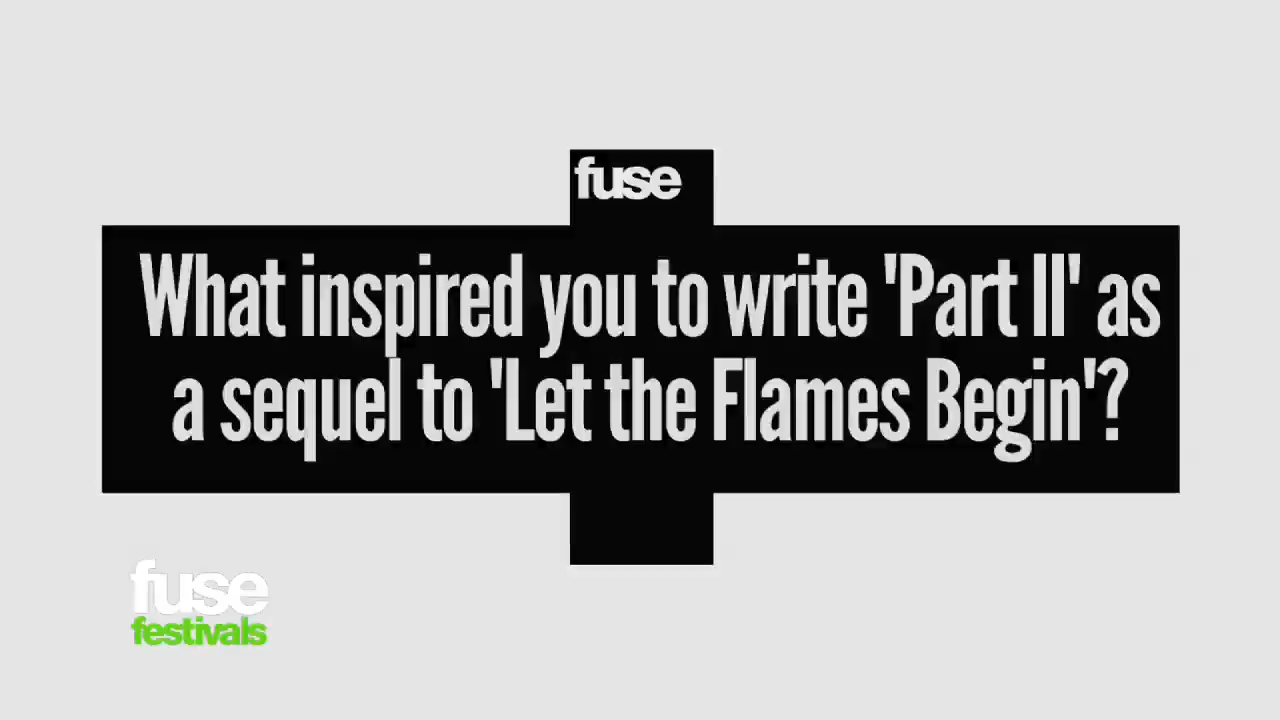 fuse
What inspired you to write 'Part II' as
a sequel to 'Let the Flames Begin'?
fuse
festivals